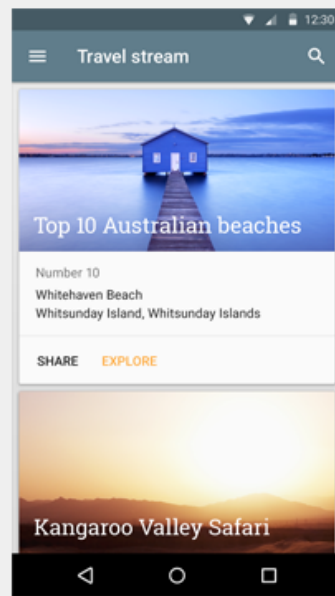 12:30
Travel stream
Top 10 Australian beaches
Number 10
Whitehaven Beach
Whitsunday Island, Whitsunday Islands
SHARE EXPLORE
Kangaroo Valley Safari